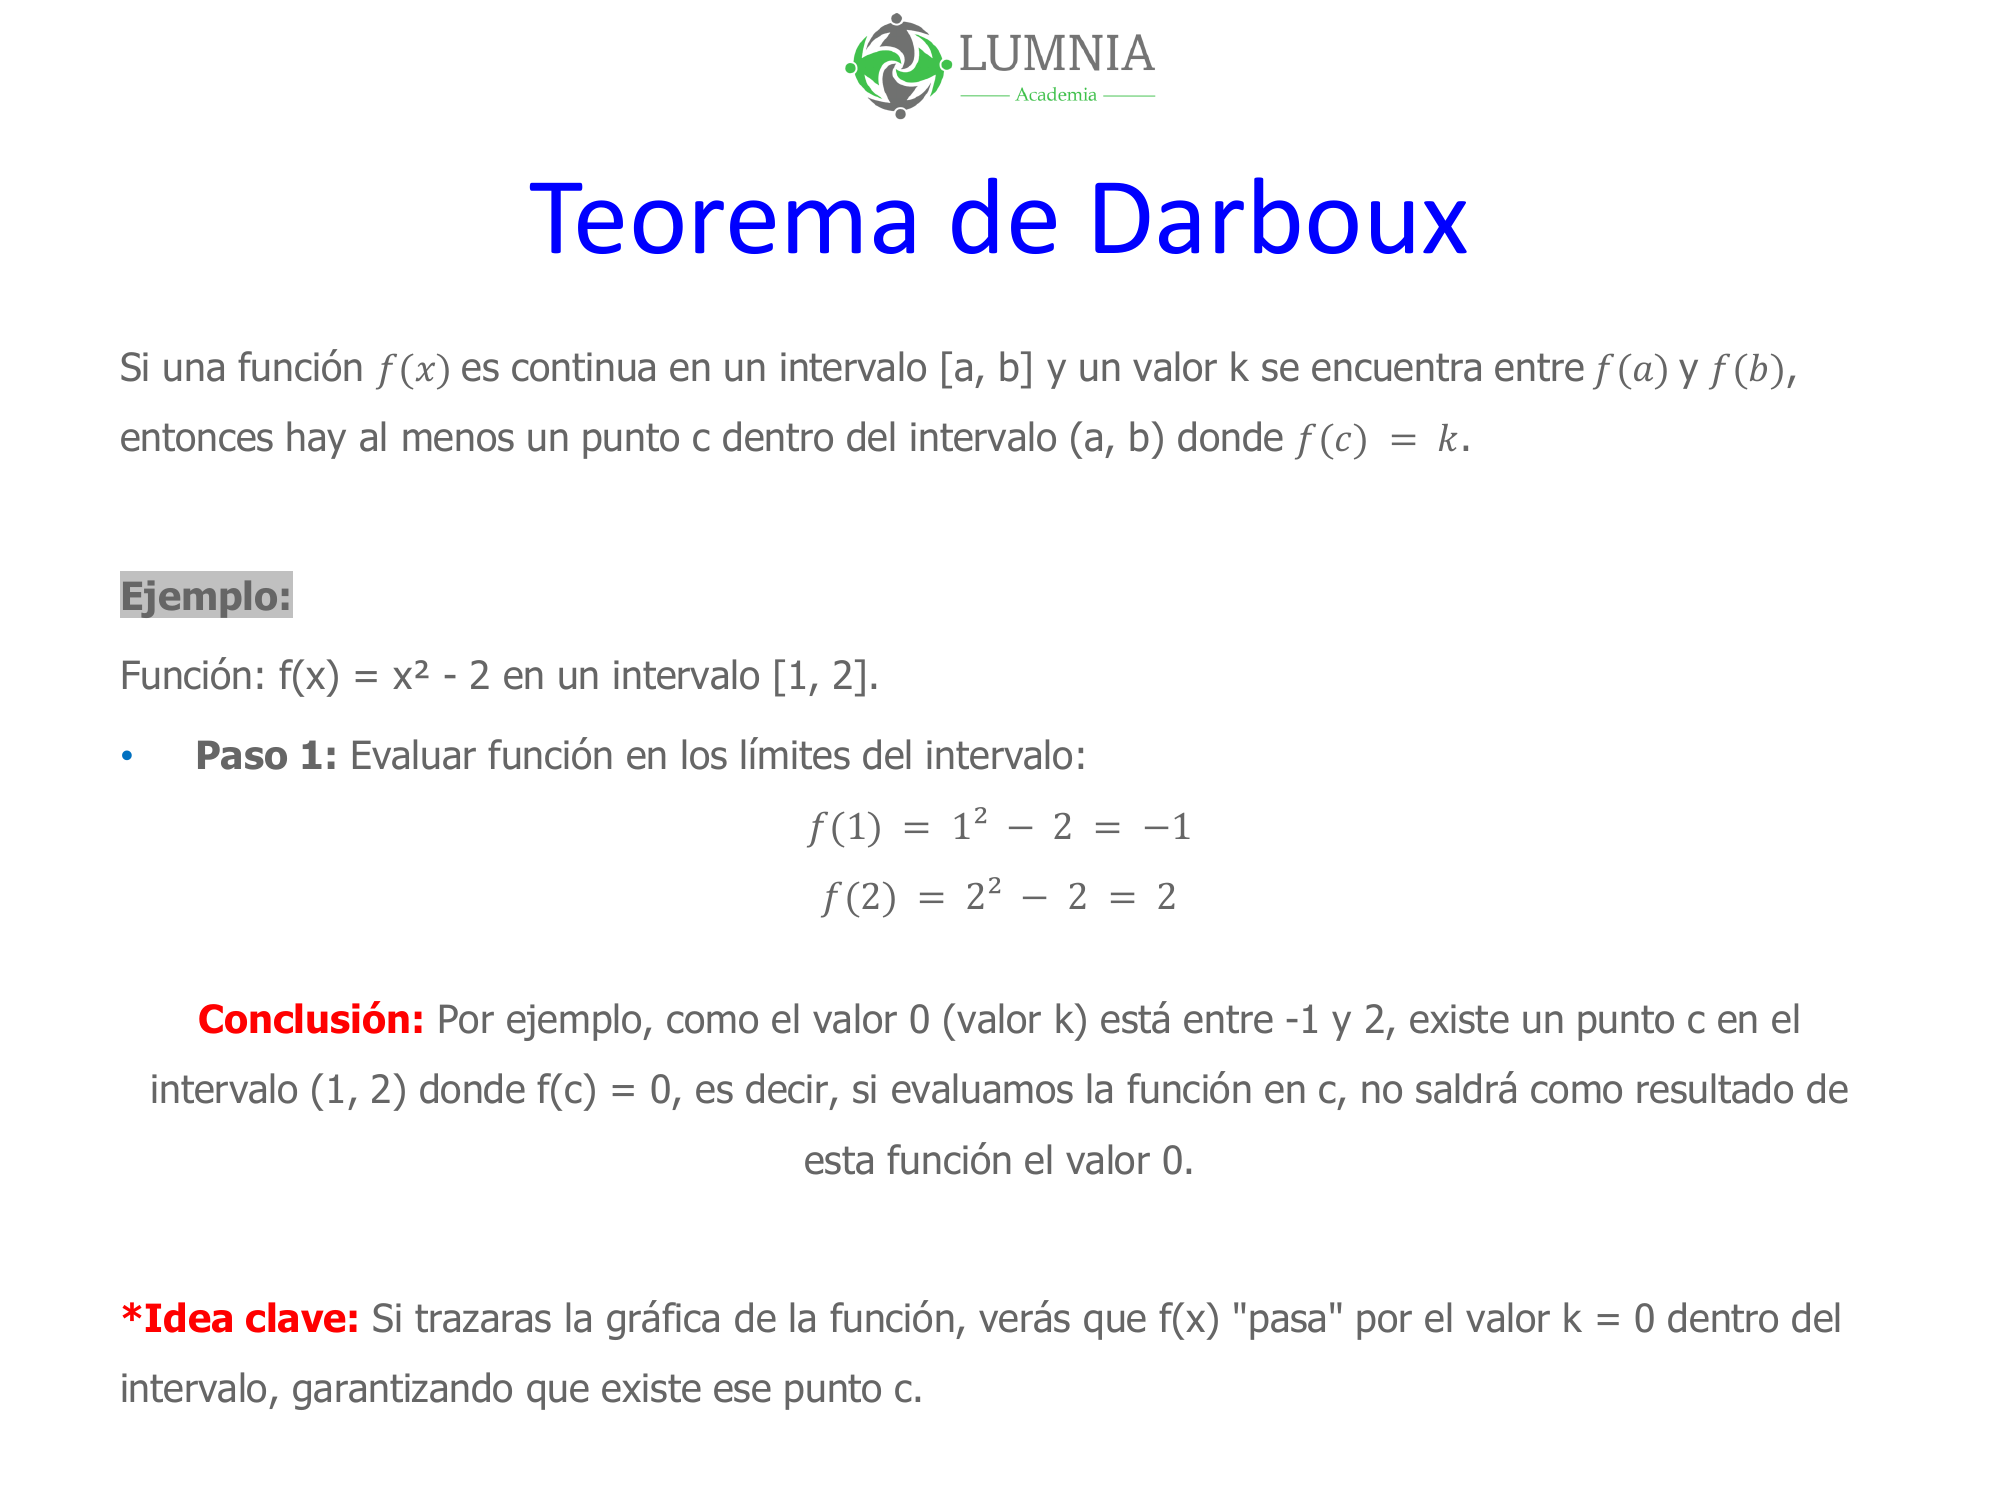 LUMNIA
Academia
Teorema de Darboux
Si una función f(x) es continua en un intervalo [a, b] y un valor k se encuentra entre f(a) y f(b),
entonces hay al menos un punto c dentro del intervalo (a, b) donde f(c) = k.
Ejemplo:
Función: f(x) = x² - 2 en un intervalo [1, 2].
• Paso 1: Evaluar función en los límites del intervalo:
f(1) = 1² − 2 = −1
f(2) = 2² − 2 = 2
Conclusión: Por ejemplo, como el valor 0 (valor k) está entre -1 y 2, existe un punto c en el
intervalo (1, 2) donde f(c) = 0, es decir, si evaluamos la función en c, no saldrá como resultado de
esta función el valor 0.
*Idea clave: Si trazaras la gráfica de la función, verás que f(x) "pasa" por el valor k = 0 dentro del
intervalo, garantizando que existe ese punto c.